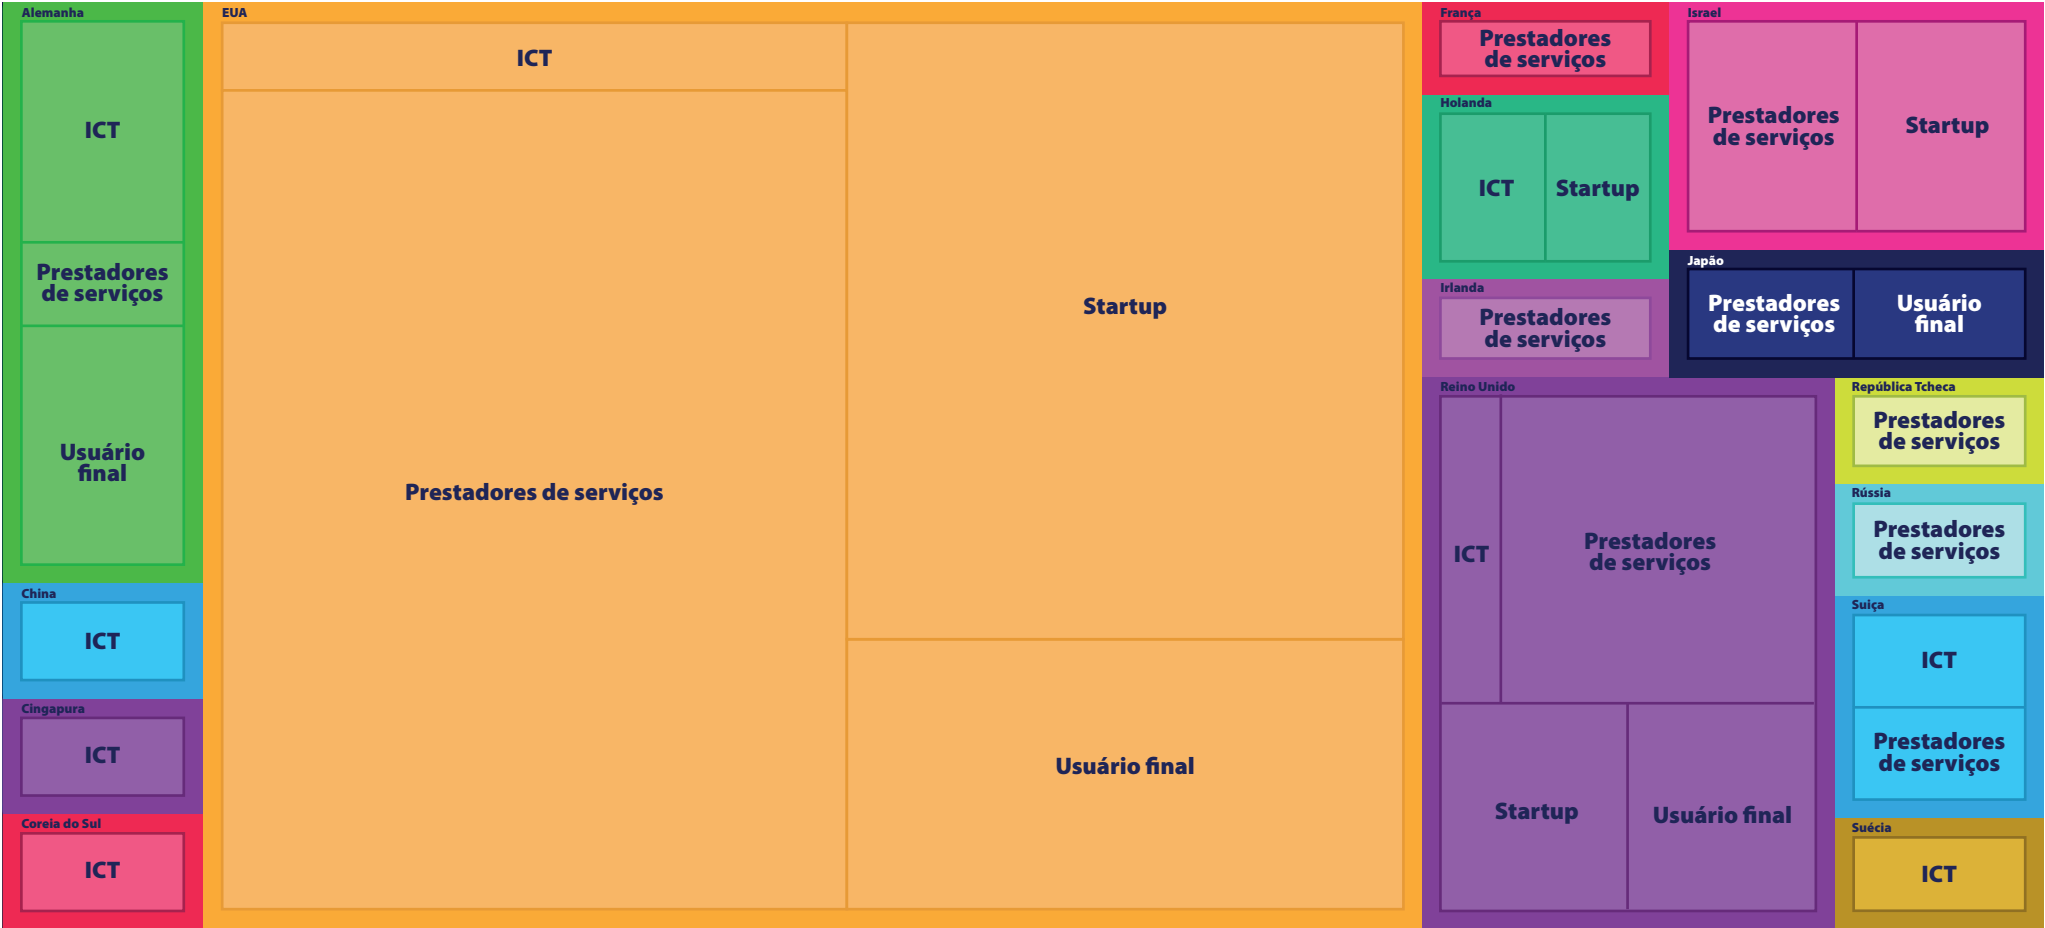 Alemanha
ICT
Prestadores
de serviços
Usuário
final
China
ICT
Cingapura
ICT
Coreia do Sul
ICT
EUA
ICT
Prestadores de serviços
Startup
Usuário final
França
Prestadores
de serviços
Holanda
ICT
Startup
Irlanda
Prestadores
de serviços
Israel
Prestadores
de serviços
Startup
Japão
Prestadores
de serviços
Usuário
final
Reino Unido
ICT
Prestadores
de serviços
Startup
Usuário final
República Tcheca
Prestadores
de serviços
Rússia
Prestadores
de serviços
Suiça
ICT
Prestadores
de serviços
Suécia
ICT